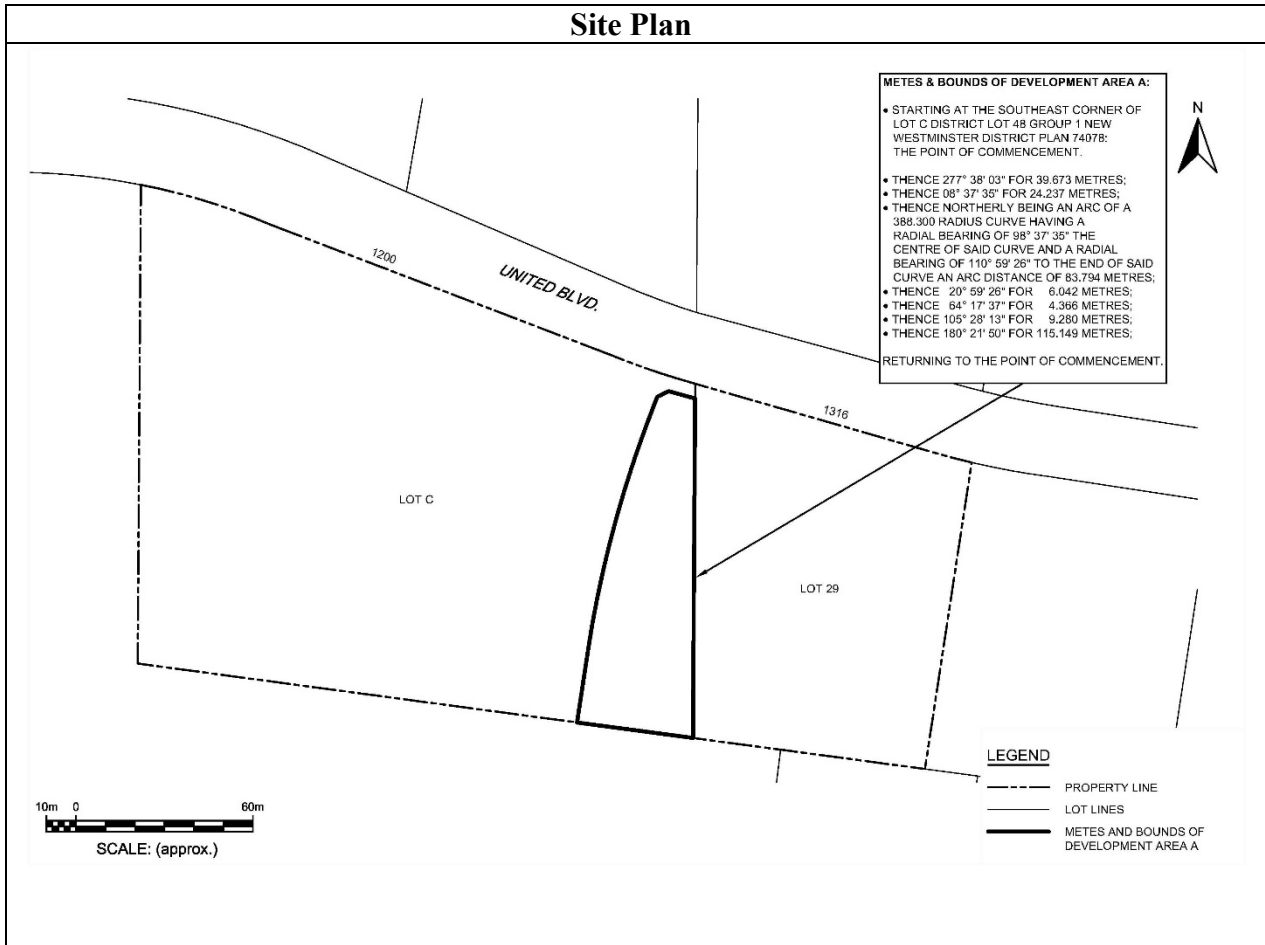 Site Plan
METES & BOUNDS OF DEVELOPMENT AREA A:
• STARTING AT THE SOUTHEAST CORNER OF
LOT C DISTRICT LOT 48 GROUP 1 NEW
WESTMINSTER DISTRICT PLAN 74078:
THE POINT OF COMMENCEMENT.
• THENCE 277° 38' 03" FOR 39.673 METRES;
• THENCE 08° 37' 35" FOR 24.237 METRES;
• THENCE NORTHERLY BEING AN ARC OF A
388.300 RADIUS CURVE HAVING A
RADIAL BEARING OF 98° 37' 35" THE
CENTRE OF SAID CURVE AND A RADIAL
BEARING OF 110° 59' 26" TO THE END OF SAID
CURVE AN ARC DISTANCE OF 83.794 METRES;
• THENCE 20° 59' 26" FOR 6.042 METRES;
• THENCE 64° 17' 37" FOR 4.366 METRES;
• THENCE 105° 28' 13" FOR 9.280 METRES;
• THENCE 180° 21' 50" FOR 115.149 METRES;
RETURNING TO THE POINT OF COMMENCEMENT.
N
1200
UNITED BLVD.
1316
LOT C
LOT 29
LEGEND
PROPERTY LINE
LOT LINES
METES AND BOUNDS OF
DEVELOPMENT AREA A
10m 0 60m
SCALE: (approx.)